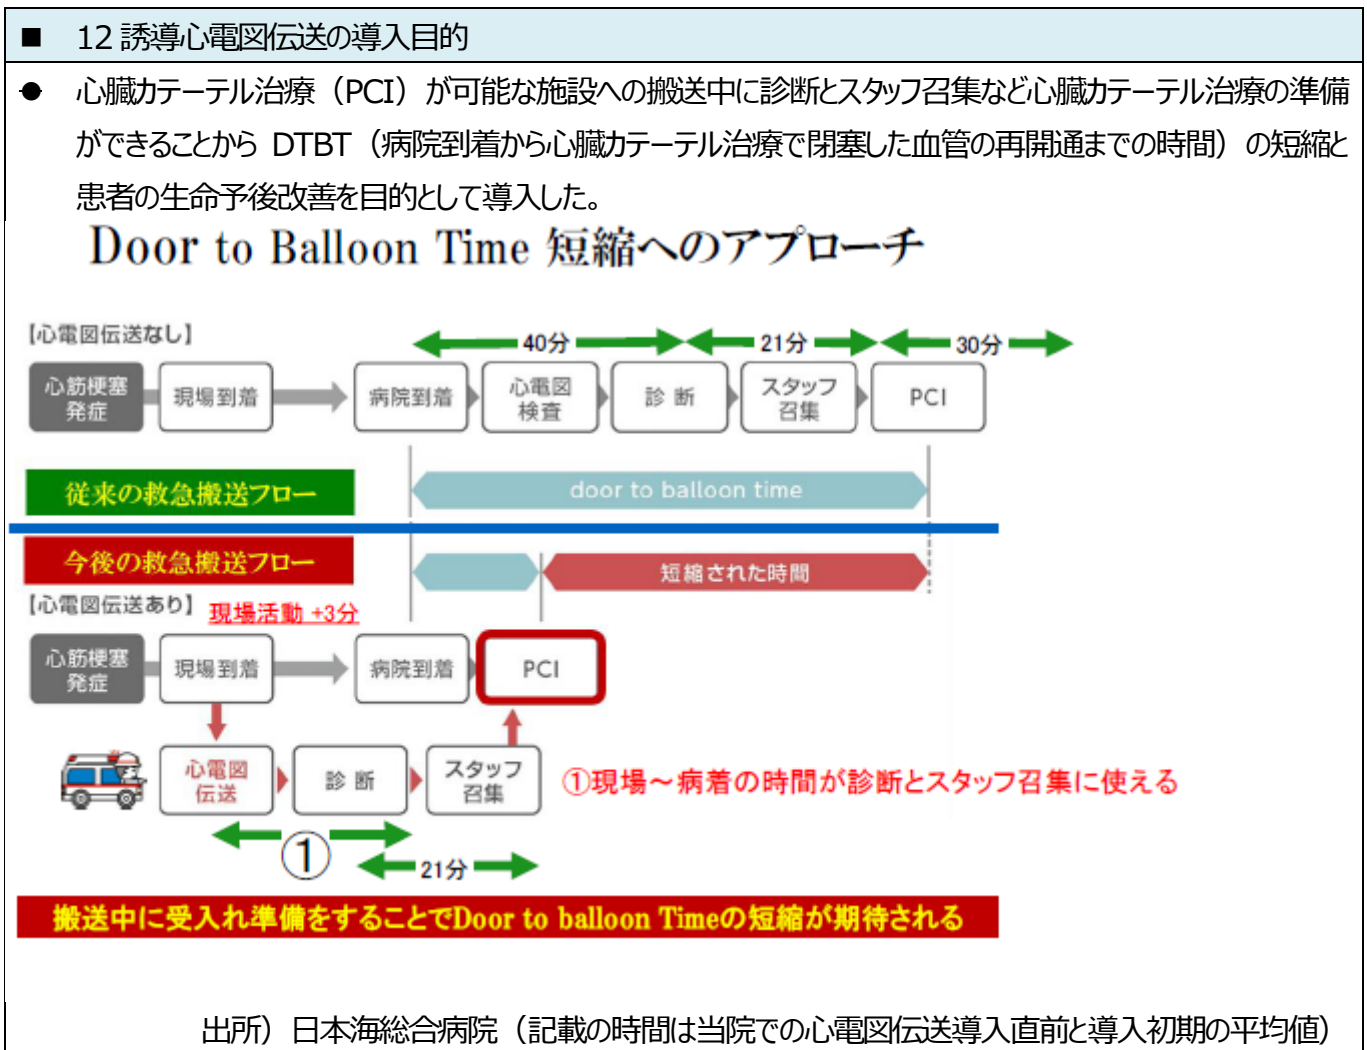 ■ 12誘導心電図伝送の導入目的
● 心臓カテーテル治療（PCI）が可能な施設への搬送中に診断とスタッフ召集など心臓カテーテル治療の準備
ができることから DTBT（病院到着から心臓カテーテル治療で閉塞した血管の再開通までの時間）の短縮と
患者の生命予後改善を目的として導入した。
Door to Balloon Time 短縮へのアプローチ
【心電図伝送なし】
40分
21分
30分
心筋梗塞
発症
現場到着
病院到着
心電図
検査
診断
スタッフ
召集
PCI
従来の救急搬送フロー
door to balloon time
今後の救急搬送フロー
短縮された時間
【心電図伝送あり】
現場活動 +3分
心筋梗塞
発症
現場到着
病院到着
PCI
心電図
伝送
診断
スタッフ
召集
①現場～病着の時間が診断とスタッフ召集に使える
①
21分
搬送中に受入れ準備をすることでDoor to balloon Timeの短縮が期待される
出所）日本海総合病院（記載の時間は当院での心電図伝送導入直前と導入初期の平均値）